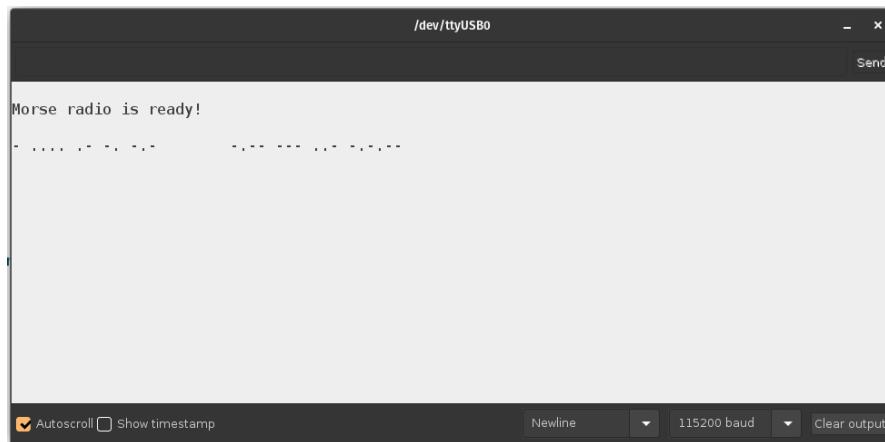 /dev/ttyUSB0
Send
Morse radio is ready!
- .... .- -. -.-        -.-- --- ..- -.-.--
Autoscroll Show timestamp Newline 115200 baud Clear output